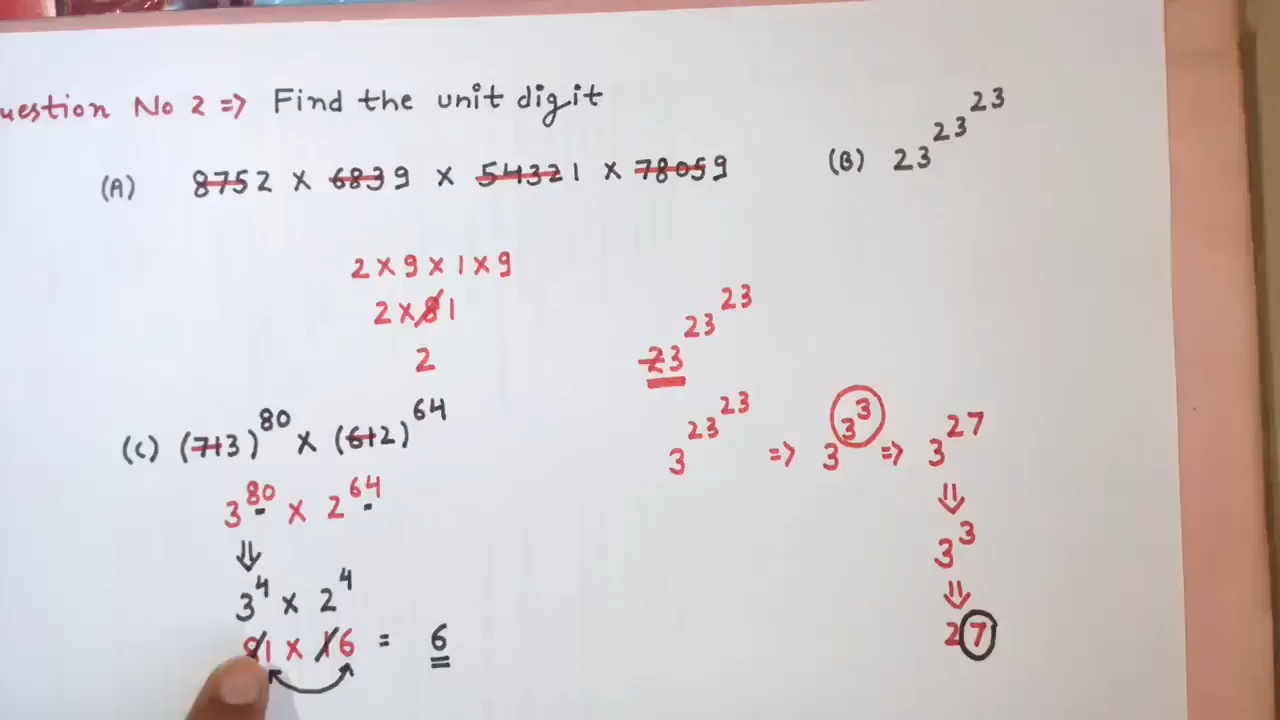 uestion No 2 => Find the unit digit
(A) 8752 × 6839 × 54321 × 78059
(B) 23^23^23
2 × 9 × 1 × 9
2 × 81
2
23^23^23
3^23^23 => 3^3^3 => 3^27
⇓
3^3
⇓
27
(C) (713)^80 × (612)^64
3^80 × 2^64
⇓
3^4 × 2^4
81 × 16 = 6